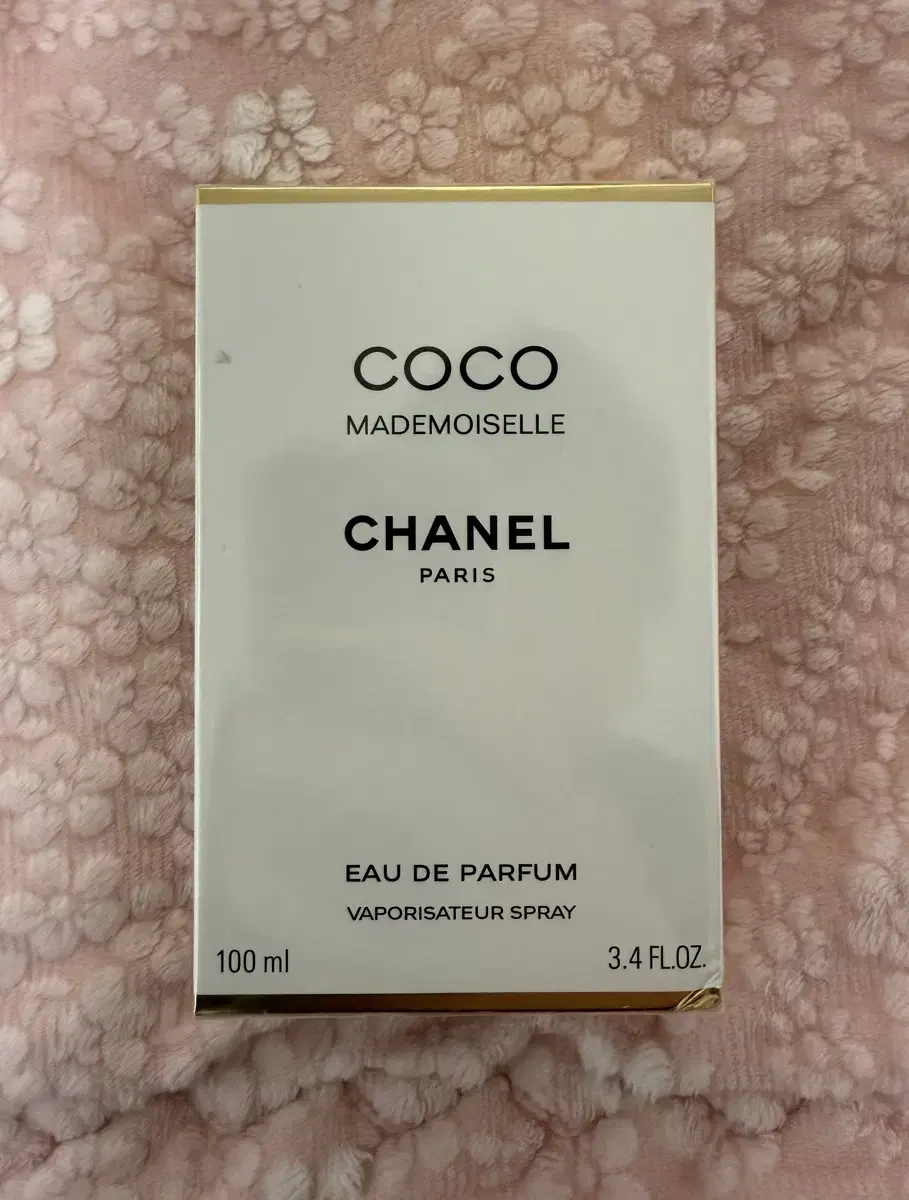 COCO
MADEMOISELLE
CHANEL
PARIS
EAU DE PARFUM
VAPORISATEUR SPRAY
100 ml
3.4 FL.OZ.